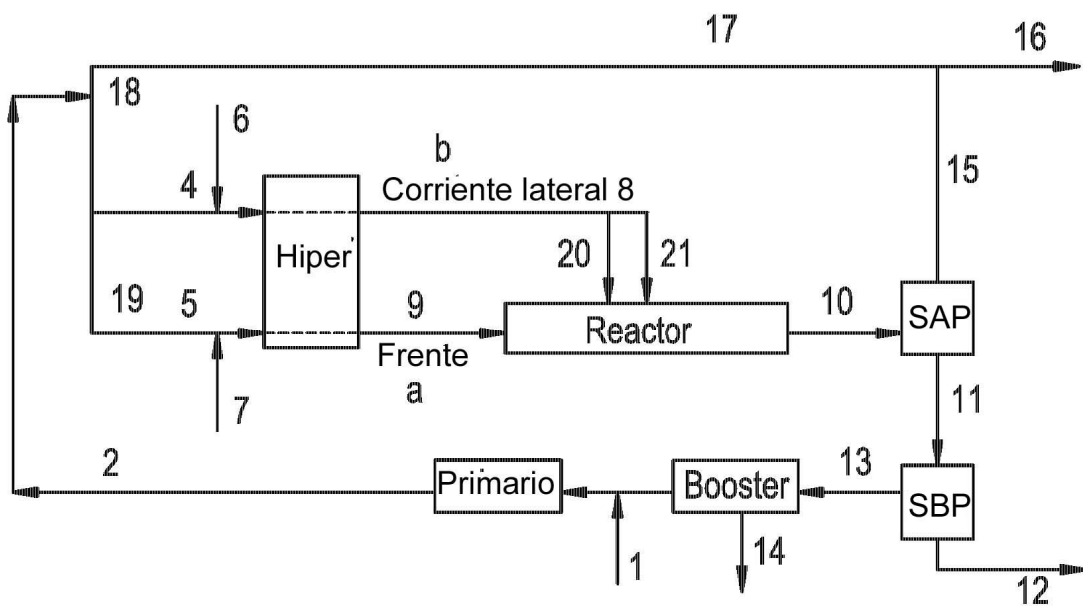 17
16
18
6
b
4
Corriente lateral 8
15
Hiper
20
21
19
5
9
10
SAP
Reactor
Frente
a
7
11
2
13
Primario
Booster
SBP
1
14
12